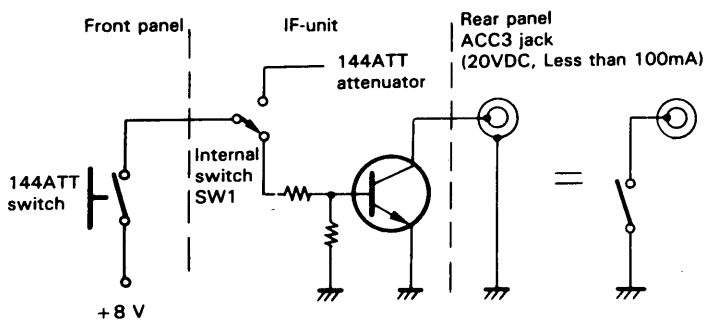 Front panel
IF-unit
Rear panel
ACC3 jack
(20VDC, Less than 100mA)
144ATT
attenuator
Internal
switch
SW1
144ATT
switch
=
+8 V